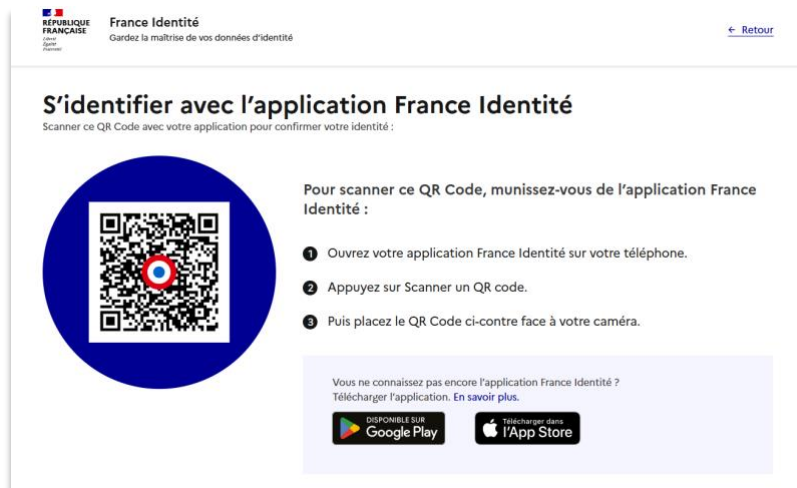 RÉPUBLIQUE
FRANÇAISE
Liberté
Égalité
Fraternité
France Identité
Gardez la maîtrise de vos données d'identité
← Retour
S'identifier avec l'application France Identité
Scanner ce QR Code avec votre application pour confirmer votre identité :
Pour scanner ce QR Code, munissez-vous de l'application France
Identité :
1 Ouvrez votre application France Identité sur votre téléphone.
2 Appuyez sur Scanner un QR code.
3 Puis placez le QR Code ci-contre face à votre caméra.
Vous ne connaissez pas encore l'application France Identité ?
Télécharger l'application. En savoir plus.
DISPONIBLE SUR
Google Play
Télécharger dans
l'App Store